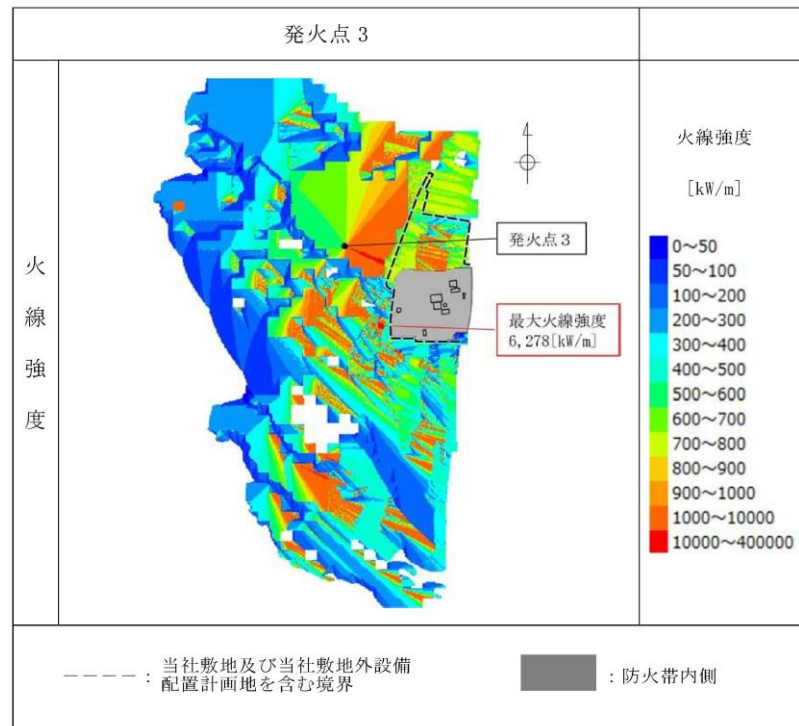 発火点3
火線強度
発火点3
最大火線強度
6,278[kW/m]
火線強度
[kW/m]
0～50
50～100
100～200
200～300
300～400
400～500
500～600
600～700
700～800
800～900
900～1000
1000～10000
10000～400000
当社敷地及び当社敷地外設備
配置計画地を含む境界
：防火帯内側